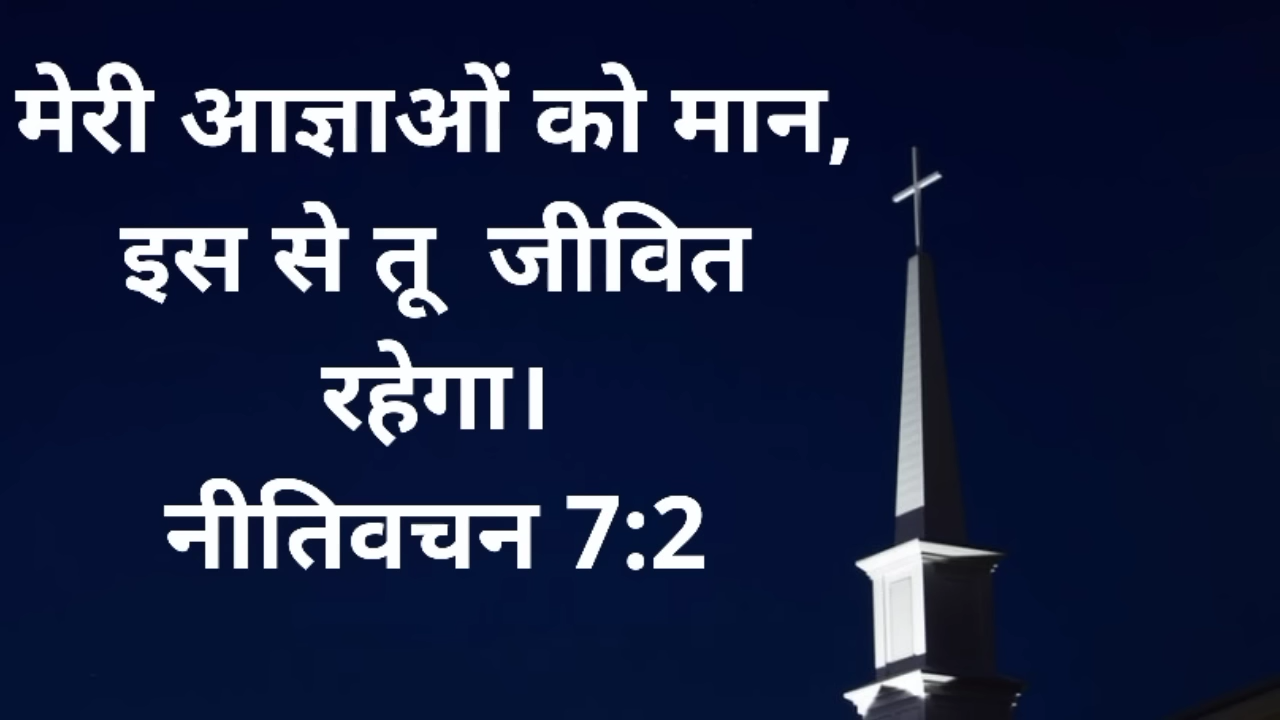 मेरी आज्ञाओं को मान,
इस से तू जीवित
रहेगा।
नीतिवचन 7:2